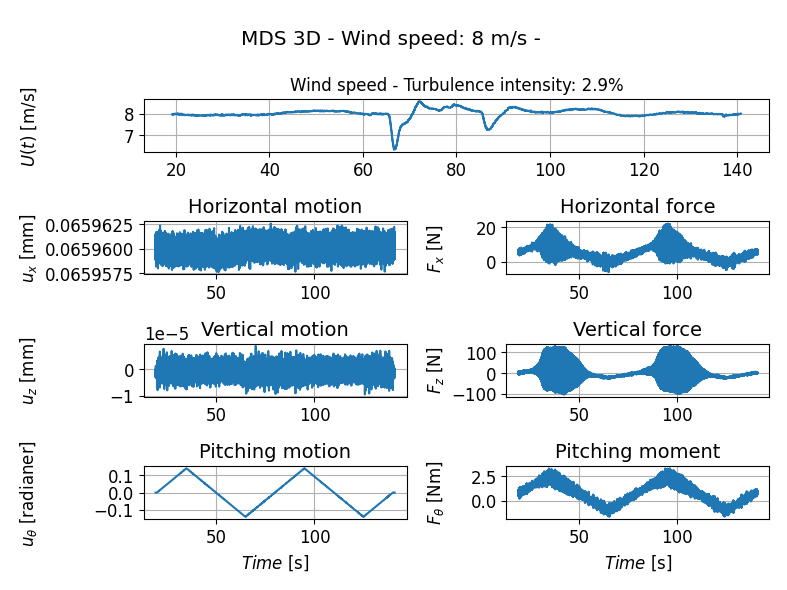 MDS 3D - Wind speed: 8 m/s -
Wind speed - Turbulence intensity: 2.9%
U(t) [m/s]
8
7
20 40 60 80 100 120 140
Horizontal motion
u_x [mm]
0.0659625
0.0659600
0.0659575
50 100
Horizontal force
F_x [N]
20
0
50 100
Vertical motion
1e−5
u_z [mm]
0
−1
50 100
Vertical force
F_z [N]
100
0
−100
50 100
Pitching motion
u_θ [radianer]
0.1
0.0
−0.1
50 100
Time [s]
Pitching moment
F_θ [Nm]
2.5
0.0
50 100
Time [s]